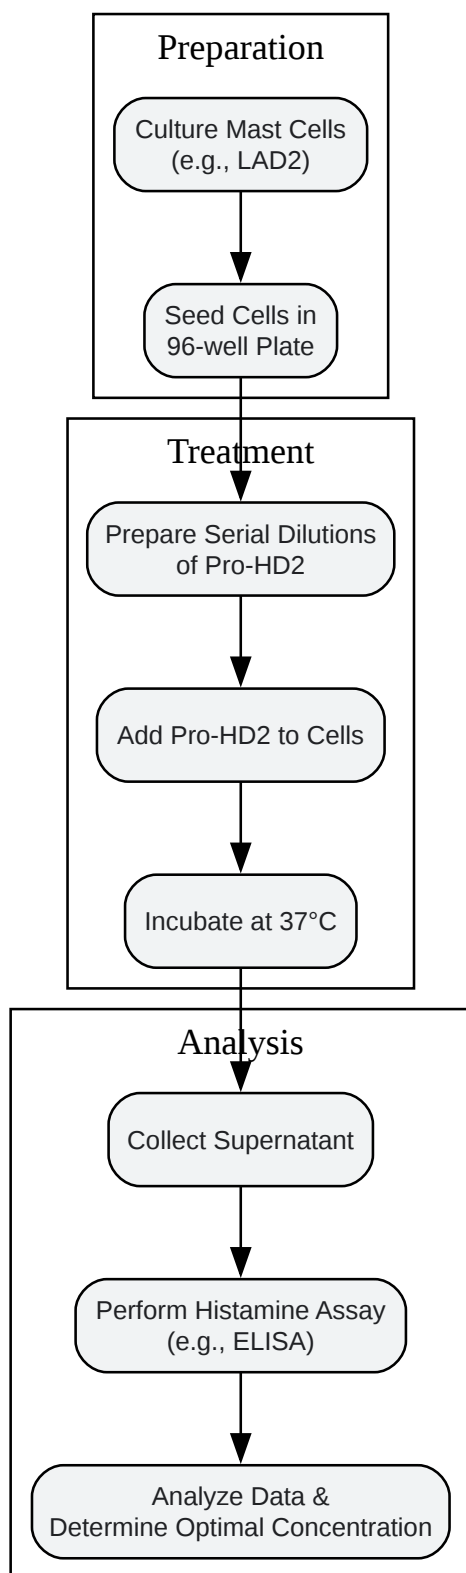 Preparation
Culture Mast Cells
(e.g., LAD2)
Seed Cells in
96-well Plate
Treatment
Prepare Serial Dilutions
of Pro-HD2
Add Pro-HD2 to Cells
Incubate at 37°C
Analysis
Collect Supernatant
Perform Histamine Assay
(e.g., ELISA)
Analyze Data &
Determine Optimal Concentration